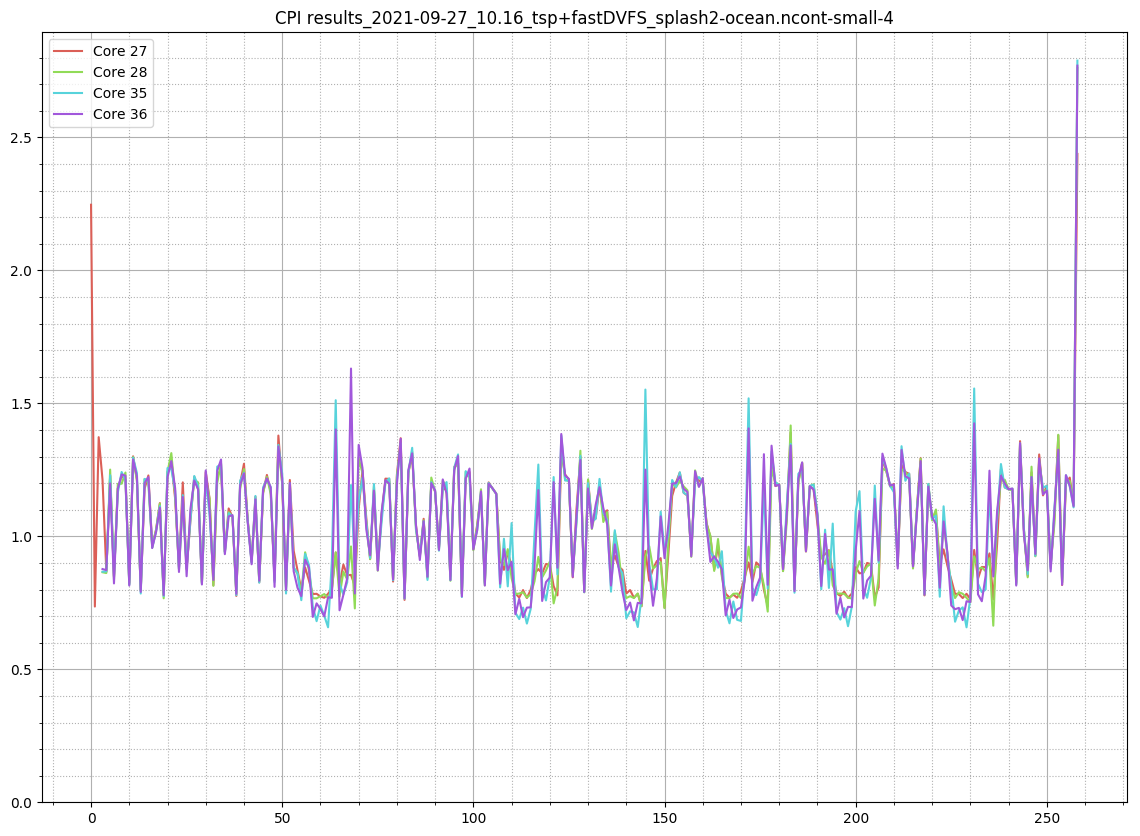 CPI results_2021-09-27_10.16_tsp+fastDVFS_splash2-ocean.ncont-small-4
Core 27
Core 28
Core 35
Core 36
2.5
2.0
1.5
1.0
0.5
0.0
0 50 100 150 200 250